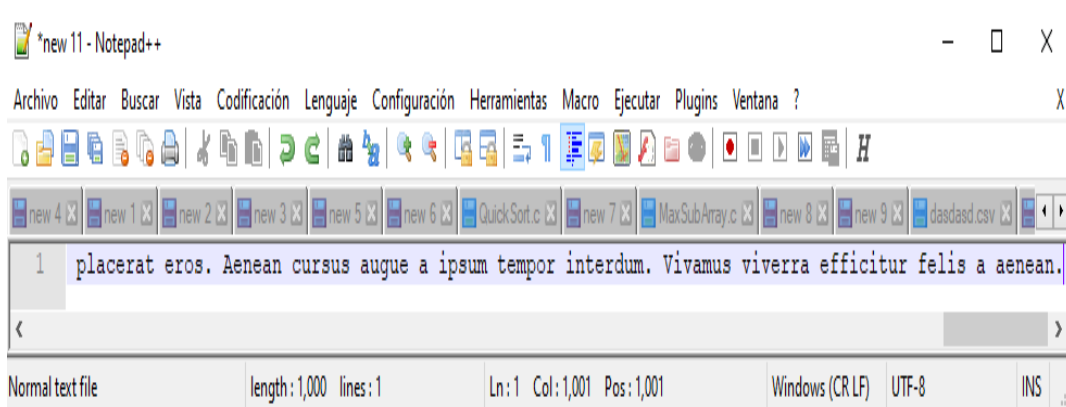 *new 11 - Notepad++
Archivo Editar Buscar Vista Codificación Lenguaje Configuración Herramientas Macro Ejecutar Plugins Ventana ? X
new 4 new 1 new 2 new 3 new 5 new 6 QuickSort.c new 7 MaxSubArray.c new 8 new 9 dasdasd.csv
1 placerat eros. Aenean cursus augue a ipsum tempor interdum. Vivamus viverra efficitur felis a aenean.
Normal text file length : 1,000 lines : 1 Ln : 1 Col : 1,001 Pos : 1,001 Windows (CR LF) UTF-8 INS